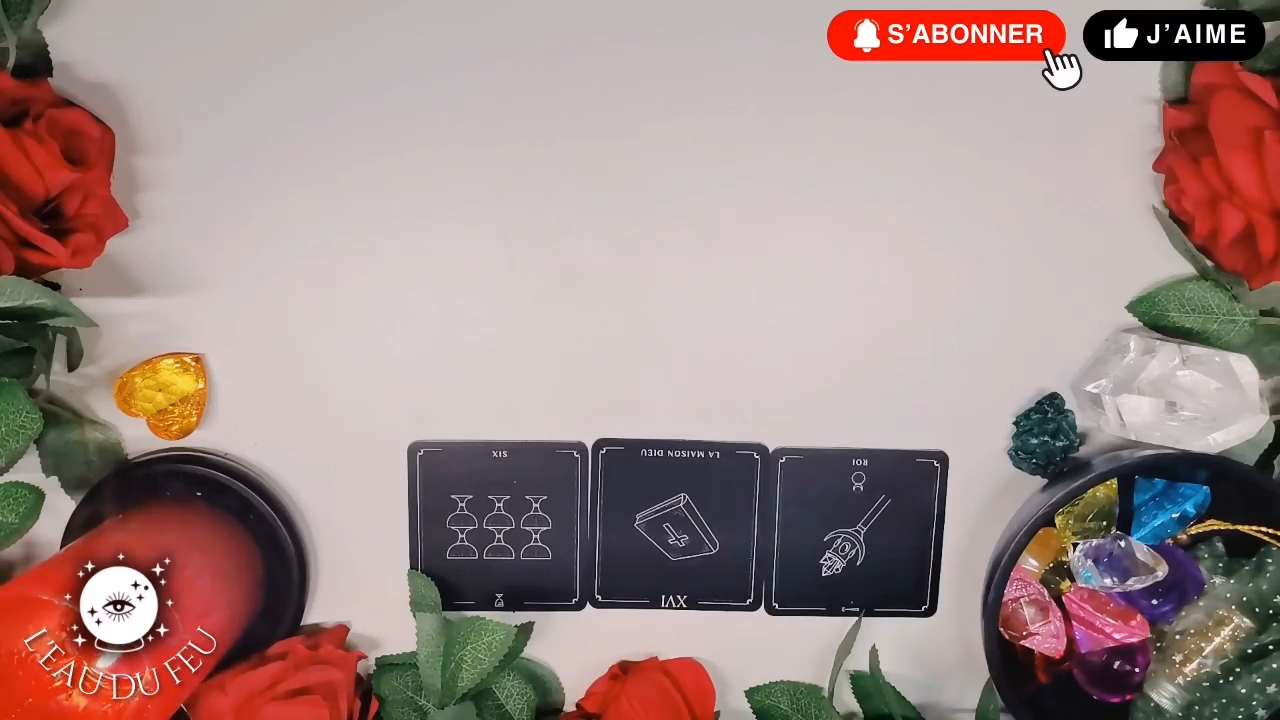 S'ABONNER
J'AIME
SIX
LA MAISON DIEU
ROI
XVI
L'EAU DU FEU